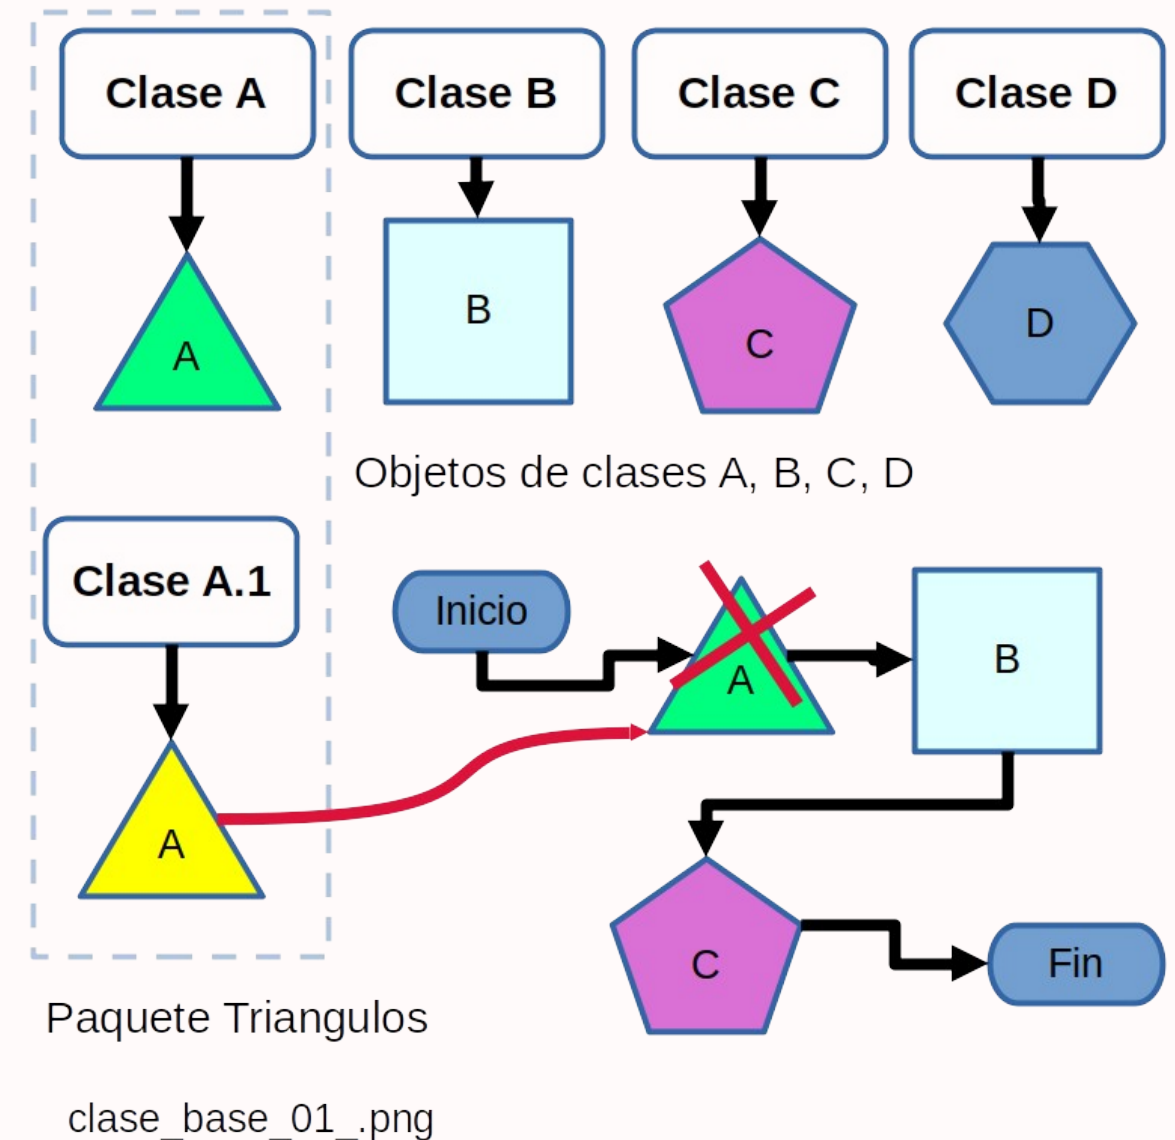 Clase A
Clase B
Clase C
Clase D
A
B
C
D
Objetos de clases A, B, C, D
Clase A.1
Inicio
A
B
A
C
Fin
Paquete Triangulos
clase_base_01_.png